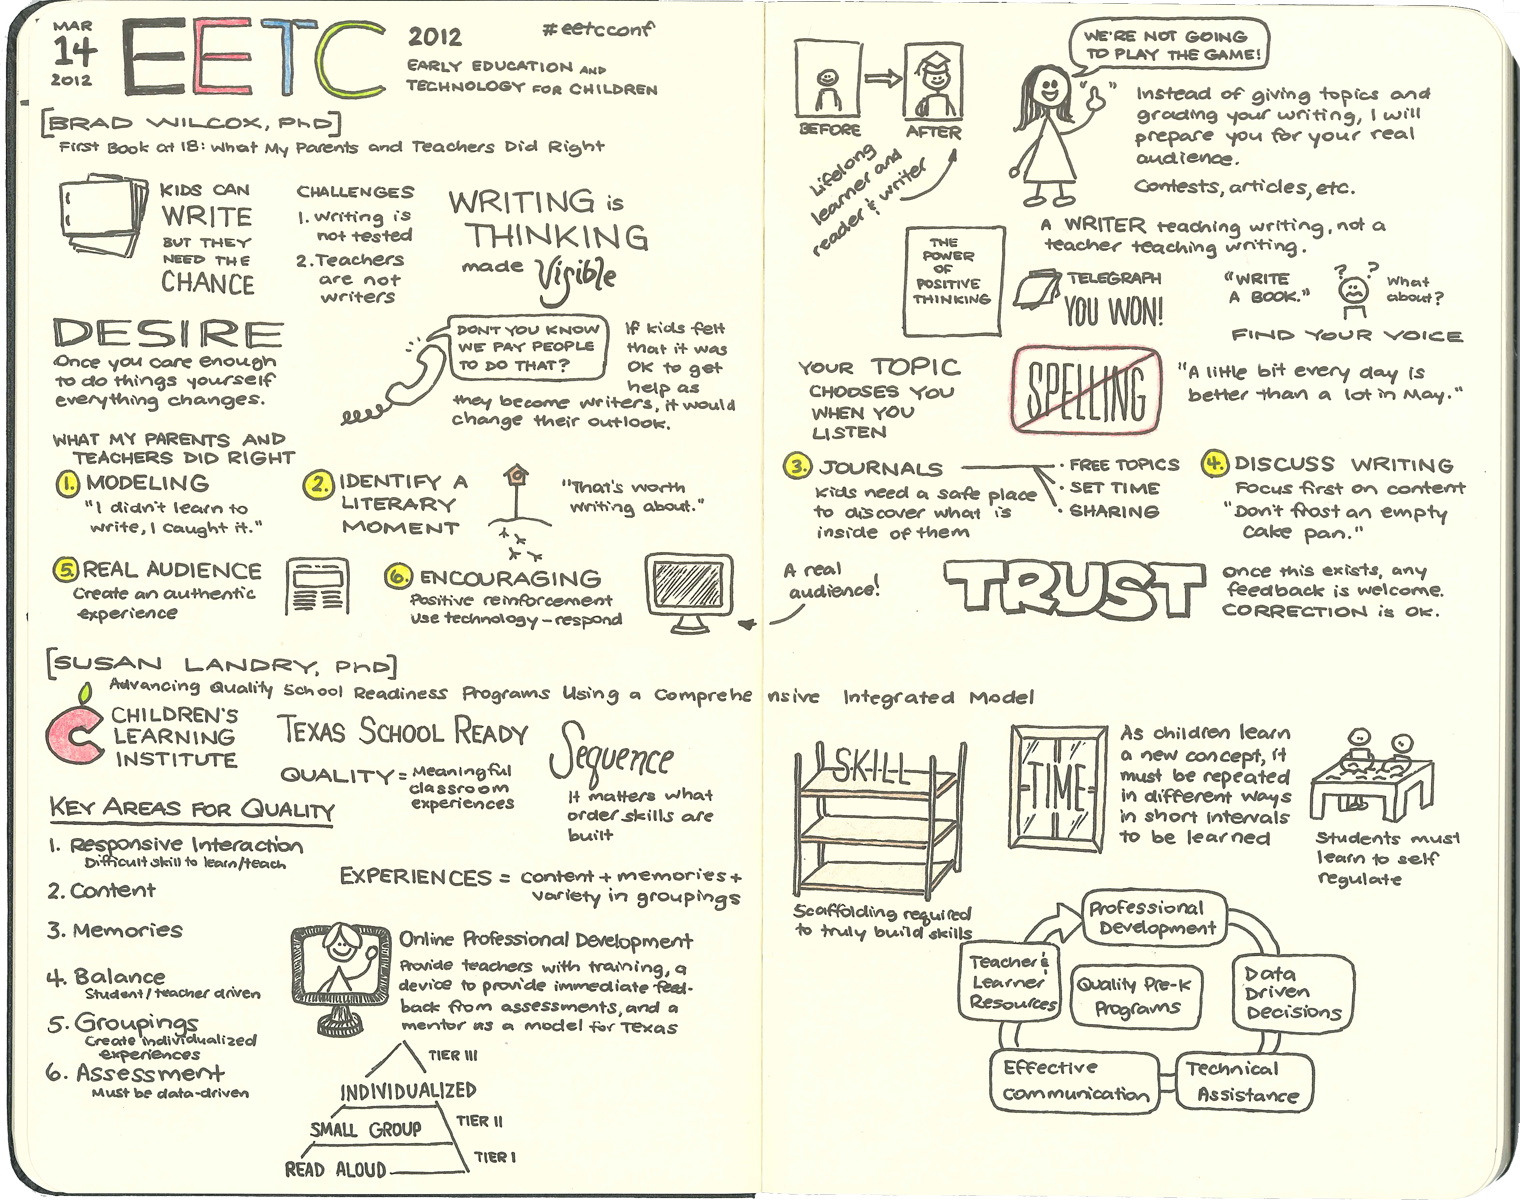 MAR
14
2012
EETC
2012
#eetcconf
EARLY EDUCATION AND
TECHNOLOGY FOR CHILDREN
[BRAD WILCOX, PhD]
First Book at 18: What My Parents and Teachers Did Right
KIDS CAN
WRITE
BUT THEY
NEED THE
CHANCE
CHALLENGES
1. Writing is
not tested
2. Teachers
are not
writers
WRITING is
THINKING
made Visible
DESIRE
Once you care enough
to do things yourself
everything changes.
DON'T YOU KNOW
WE PAY PEOPLE
TO DO THAT?
If kids felt
that it was
OK to get
help as
they become writers, it would
change their outlook.
WHAT MY PARENTS AND
TEACHERS DID RIGHT
1. MODELING
"I didn't learn to
write, I caught it."
2. IDENTIFY A
LITERARY
MOMENT
"That's worth
writing about."
5. REAL AUDIENCE
Create an authentic
experience
6. ENCOURAGING
Positive reinforcement
Use technology - respond
BEFORE
AFTER
Lifelong
learner and
reader & writer
WE'RE NOT GOING
TO PLAY THE GAME!
" "
Instead of giving topics and
grading your writing, I will
prepare you for your real
audience.
Contests, articles, etc.
A WRITER teaching writing, not a
teacher teaching writing.
THE
POWER
OF
POSITIVE
THINKING
TELEGRAPH
YOU WON!
"WRITE
A BOOK."
? ?
What
about?
FIND YOUR VOICE
YOUR TOPIC
CHOOSES YOU
WHEN YOU
LISTEN
SPELLING
"A little bit every day is
better than a lot in May."
3. JOURNALS
Kids need a safe place
to discover what is
inside of them
· FREE TOPICS
· SET TIME
· SHARING
4. DISCUSS WRITING
Focus first on content
"Don't frost an empty
cake pan."
A real
audience!
TRUST
Once this exists, any
feedback is welcome.
CORRECTION is OK.
[SUSAN LANDRY, PhD]
Advancing Quality School Readiness Programs Using a Comprehensive Integrated Model
C CHILDREN'S
LEARNING
INSTITUTE
TEXAS SCHOOL READY
QUALITY = Meaningful
classroom
experiences
Sequence
It matters what
order skills are
built
KEY AREAS FOR QUALITY
1. Responsive Interaction
Difficult skill to learn/teach
2. Content
3. Memories
4. Balance
Student/teacher driven
5. Groupings
Create individualized
experiences
6. Assessment
Must be data-driven
EXPERIENCES = content + memories +
variety in groupings
Online Professional Development
Provide teachers with training, a
device to provide immediate feed-
back from assessments, and a
mentor as a model for Texas
TIER III
INDIVIDUALIZED
TIER II
SMALL GROUP
TIER I
READ ALOUD
SKILL
Scaffolding required
to truly build skills
TIME
As children learn
a new concept, it
must be repeated
in different ways
in short intervals
to be learned
Students must
learn to self
regulate
Professional
Development
Teacher &
Learner
Resources
Quality Pre-K
Programs
Data
Driven
Decisions
Effective
Communication
Technical
Assistance